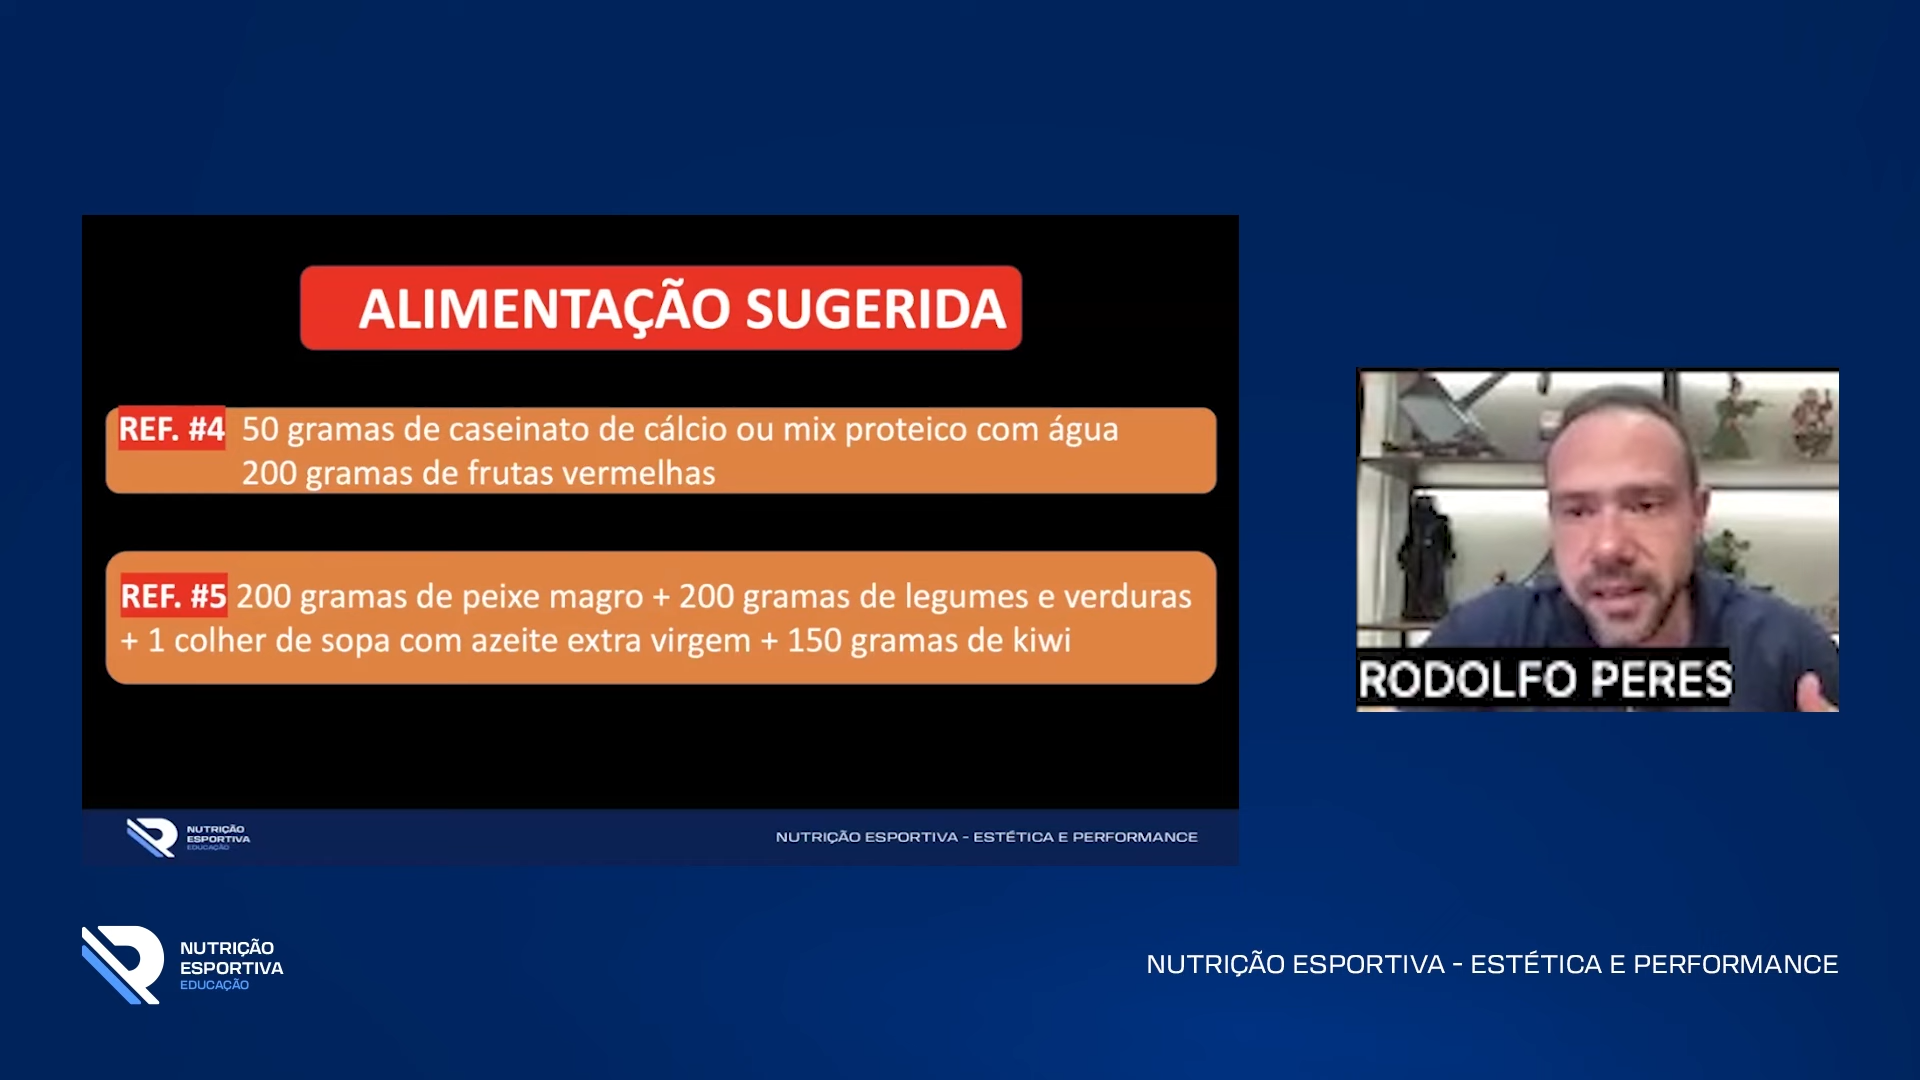 ALIMENTAÇÃO SUGERIDA
REF. #4 50 gramas de caseinato de cálcio ou mix proteico com água
200 gramas de frutas vermelhas
REF. #5 200 gramas de peixe magro + 200 gramas de legumes e verduras
+ 1 colher de sopa com azeite extra virgem + 150 gramas de kiwi
NUTRIÇÃO
ESPORTIVA
EDUCAÇÃO
NUTRIÇÃO ESPORTIVA - ESTÉTICA E PERFORMANCE
RODOLFO PERES
NUTRIÇÃO
ESPORTIVA
EDUCAÇÃO
NUTRIÇÃO ESPORTIVA - ESTÉTICA E PERFORMANCE